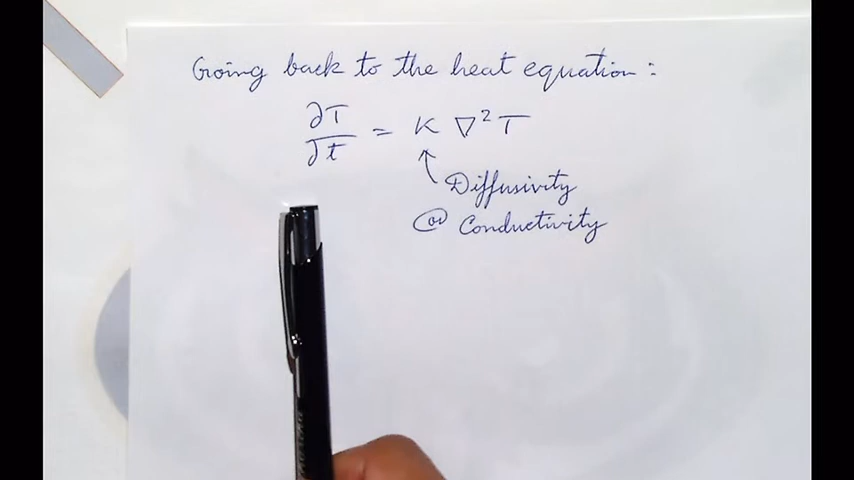 Going back to the heat equation :
∂T/∂t = K ∇²T
Diffusivity
or Conductivity